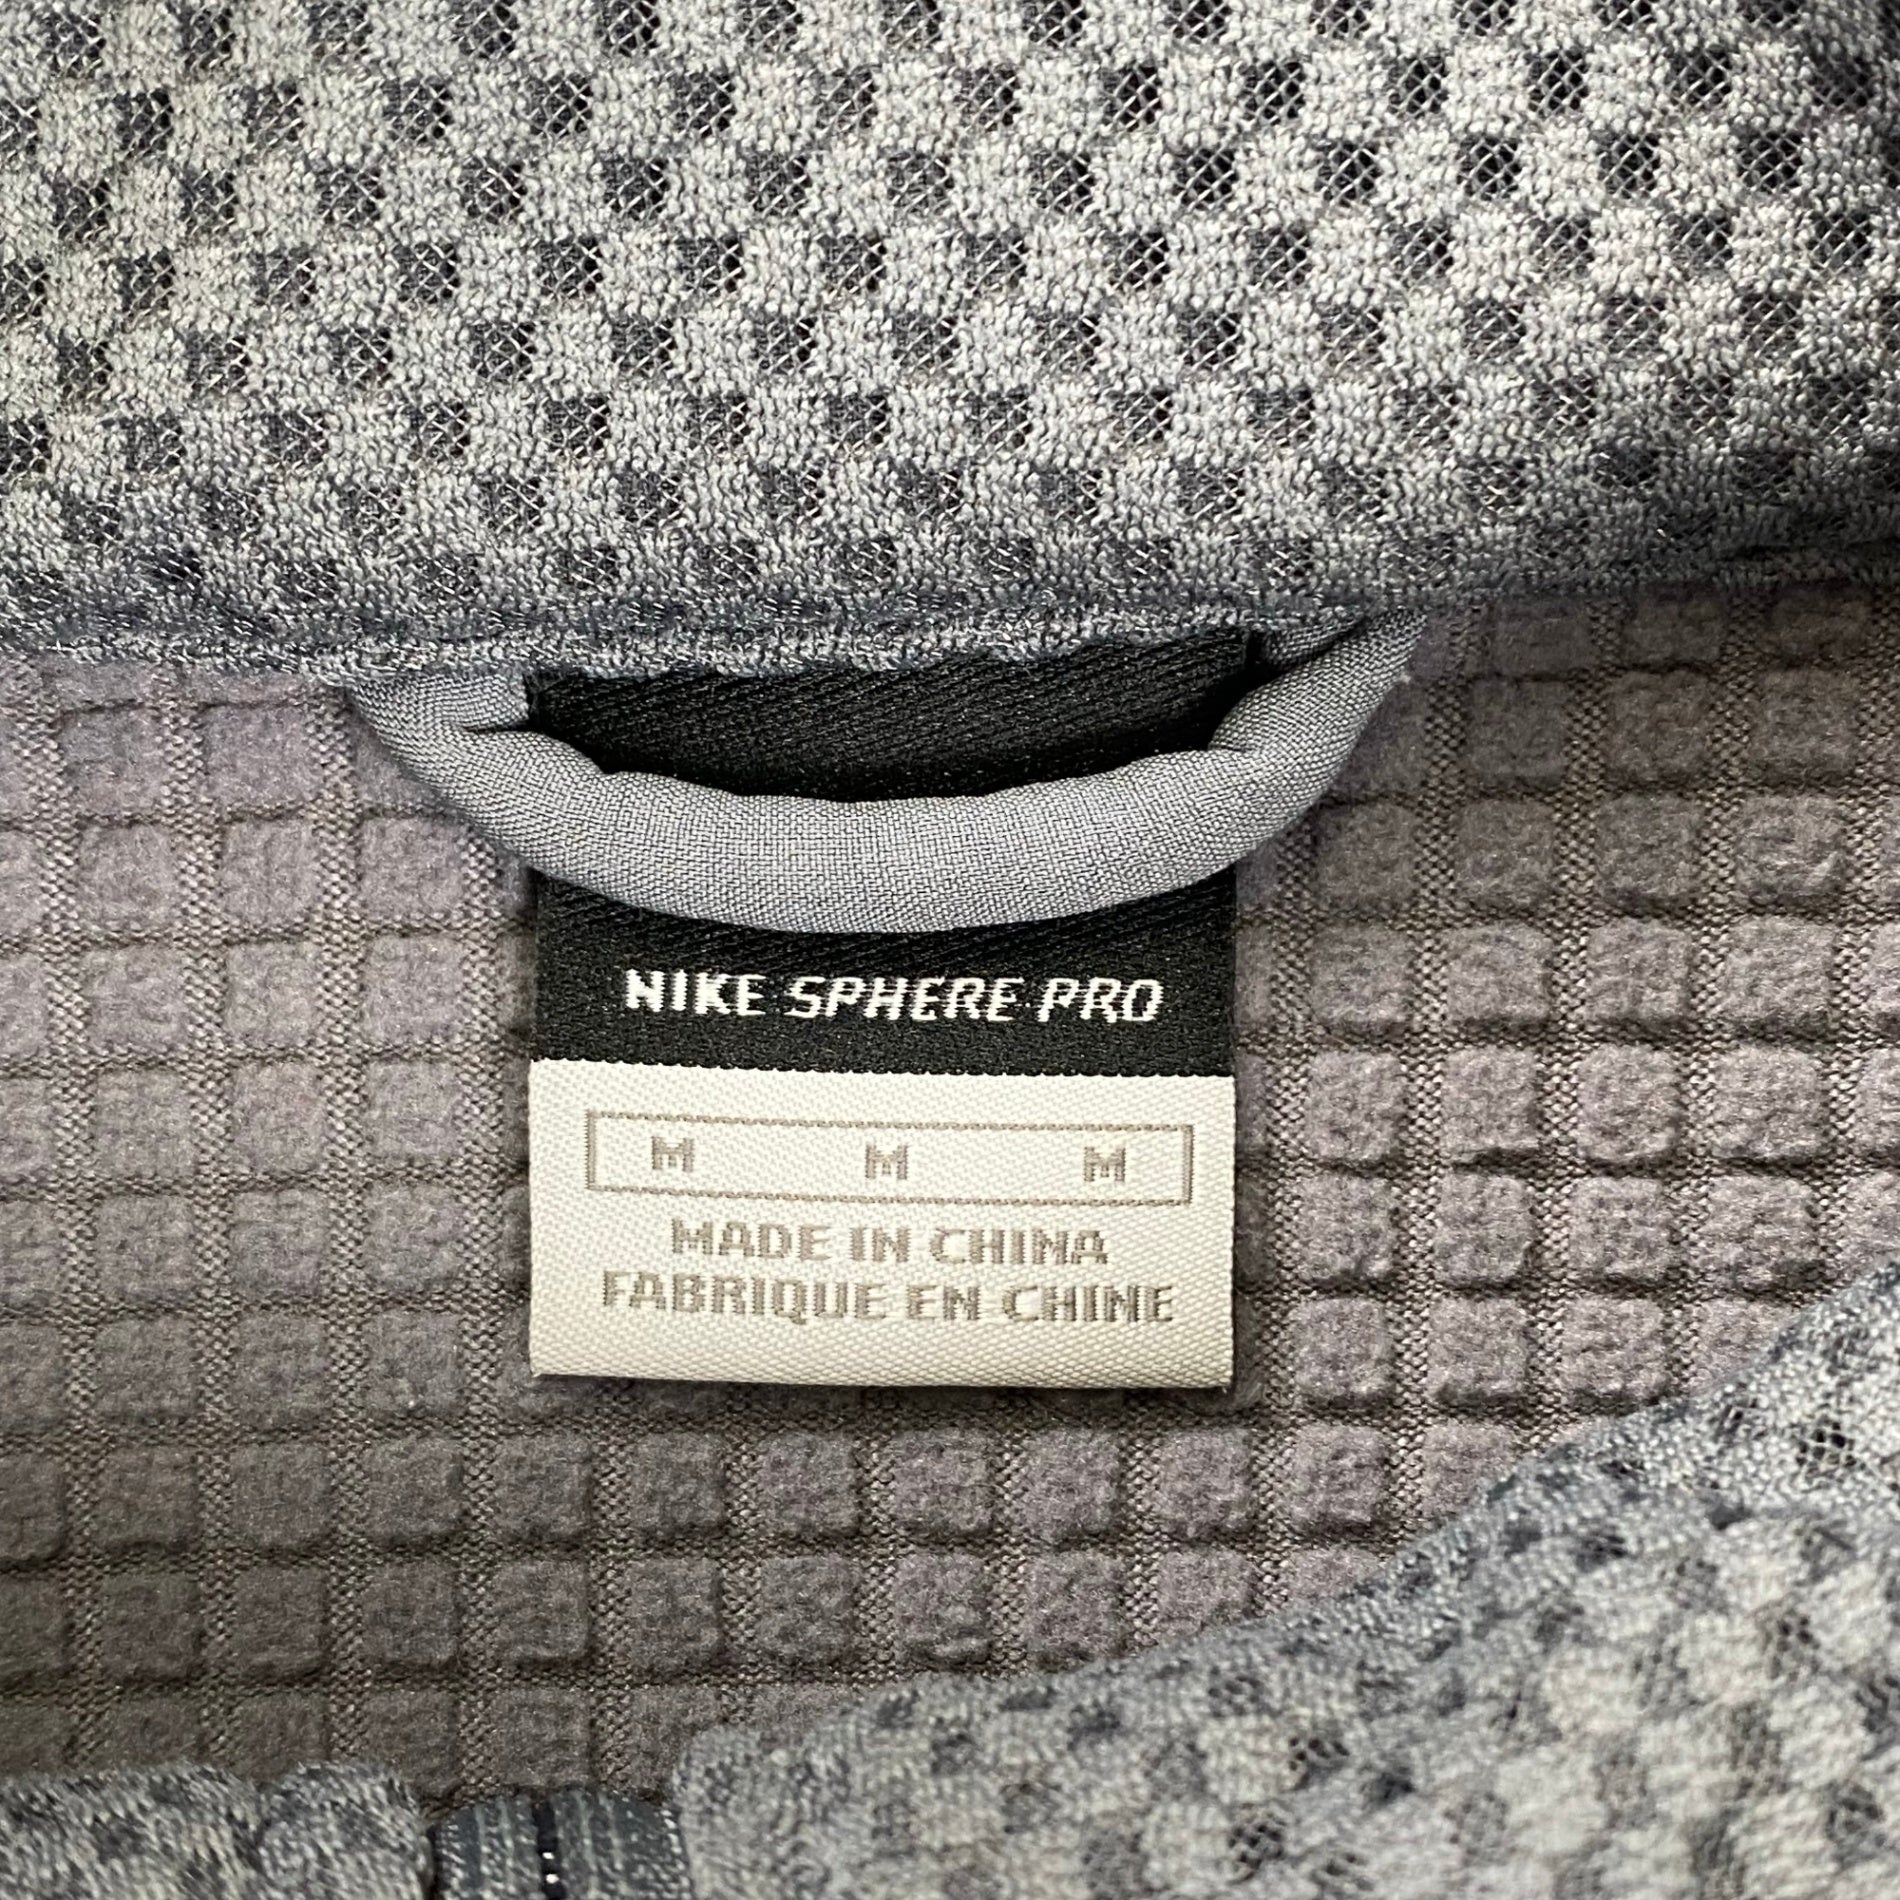 NIKE SPHERE PRO
M M M
MADE IN CHINA
FABRIQUE EN CHINE